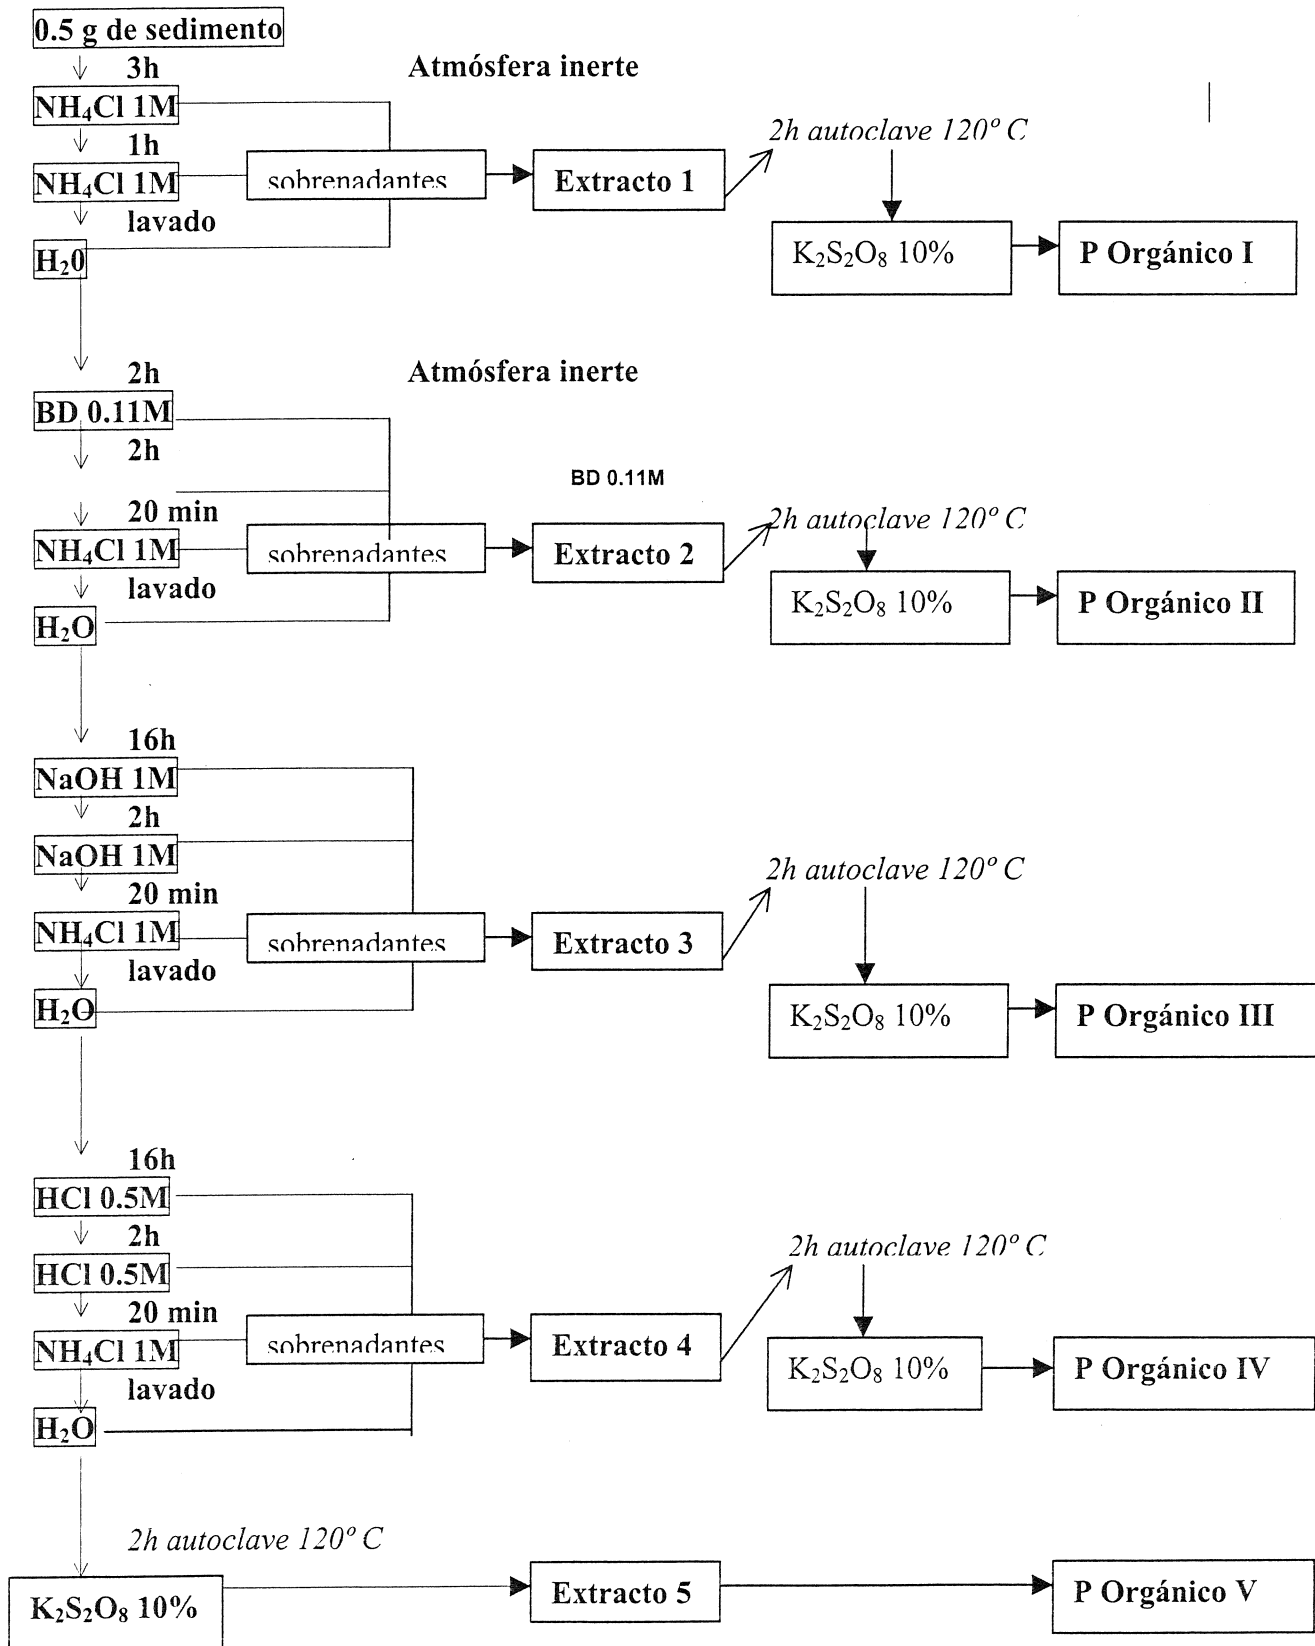 0.5 g de sedimento
3h
Atmósfera inerte
NH₄Cl 1M
2h autoclave 120º C
1h
NH₄Cl 1M
sobrenadantes
Extracto 1
lavado
H₂0
K₂S₂O₈ 10%
P Orgánico I
2h
Atmósfera inerte
BD 0.11M
2h
BD 0.11M
20 min
2h autoclave 120º C
NH₄Cl 1M
sobrenadantes
Extracto 2
lavado
K₂S₂O₈ 10%
P Orgánico II
H₂O
16h
NaOH 1M
2h
NaOH 1M
2h autoclave 120º C
20 min
NH₄Cl 1M
sobrenadantes
Extracto 3
lavado
H₂O
K₂S₂O₈ 10%
P Orgánico III
16h
HCl 0.5M
2h
2h autoclave 120º C
HCl 0.5M
20 min
NH₄Cl 1M
sobrenadantes
Extracto 4
K₂S₂O₈ 10%
P Orgánico IV
lavado
H₂O
2h autoclave 120º C
K₂S₂O₈ 10%
Extracto 5
P Orgánico V